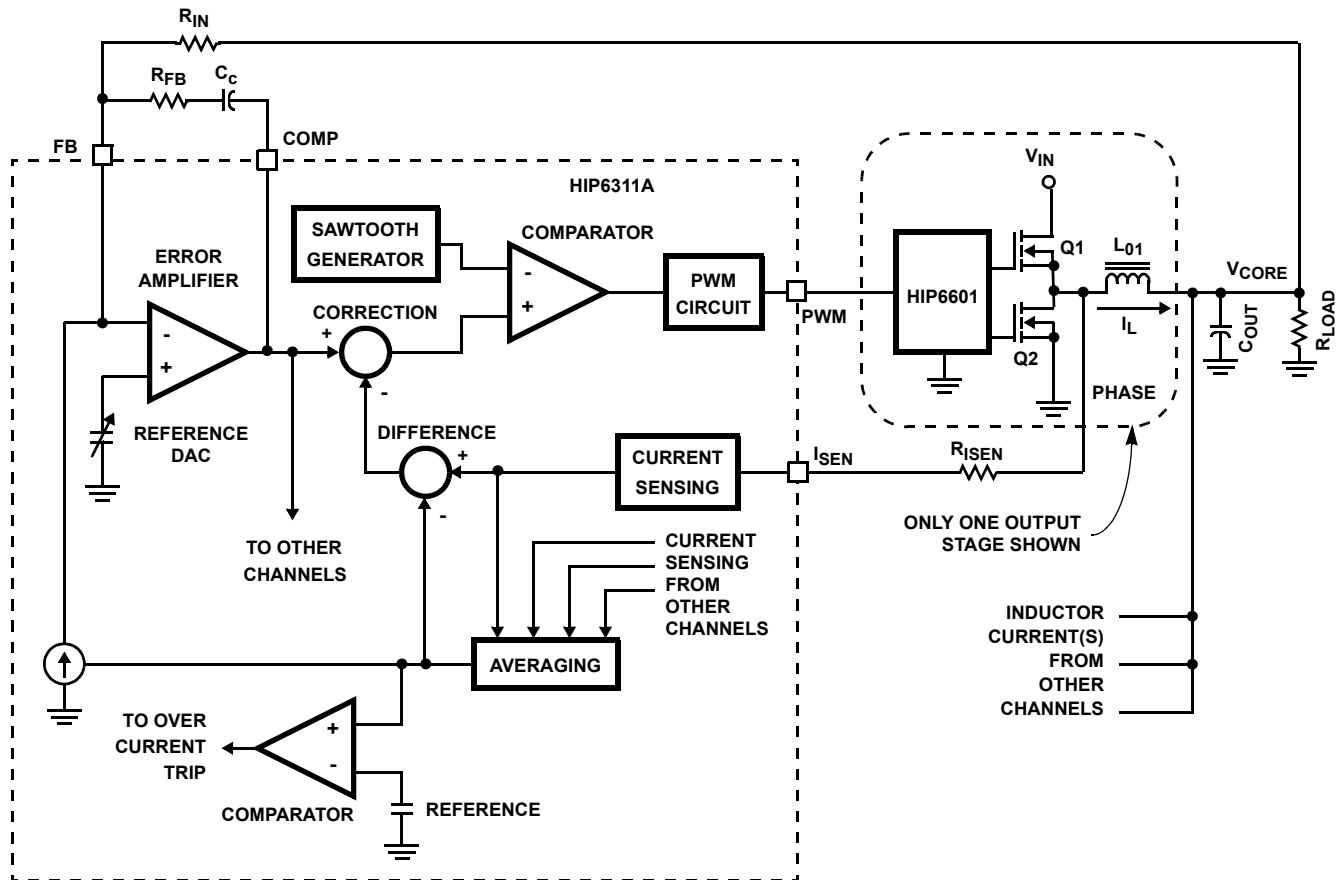 RIN
RFB
Cc
FB
COMP
VIN
HIP6311A
SAWTOOTH
GENERATOR
COMPARATOR
ERROR
AMPLIFIER
Q1
L01
VCORE
PWM
CIRCUIT
HIP6601
CORRECTION
PWM
IL
COUT
RLOAD
-
+
-
+
+
-
Q2
PHASE
REFERENCE
DAC
DIFFERENCE
+
-
CURRENT
SENSING
ISEN
RISEN
ONLY ONE OUTPUT
STAGE SHOWN
TO OTHER
CHANNELS
CURRENT
SENSING
FROM
OTHER
CHANNELS
INDUCTOR
CURRENT(S)
FROM
OTHER
CHANNELS
AVERAGING
TO OVER
CURRENT
TRIP
+
-
COMPARATOR
REFERENCE